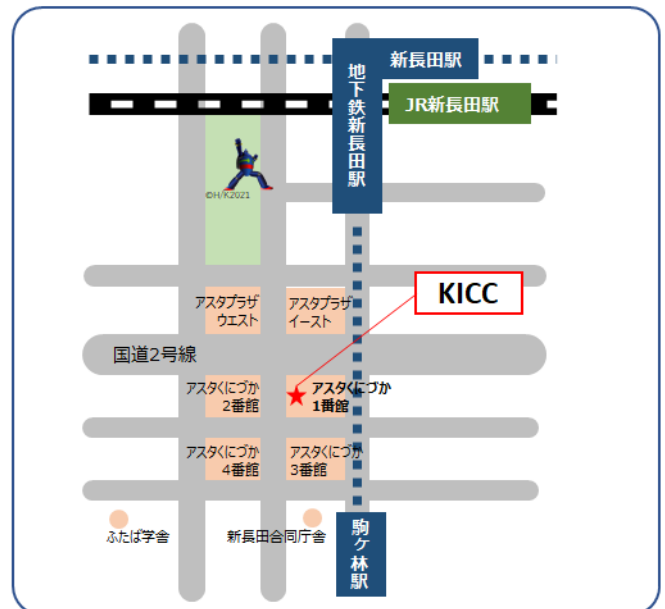 新長田駅
地下鉄新長田駅
JR新長田駅
©H/K2021
KICC
アスタプラザ
ウエスト
アスタプラザ
イースト
国道2号線
アスタくにづか
2番館
アスタくにづか
1番館
アスタくにづか
4番館
アスタくにづか
3番館
ふたば学舎
新長田合同庁舎
駒ケ林駅